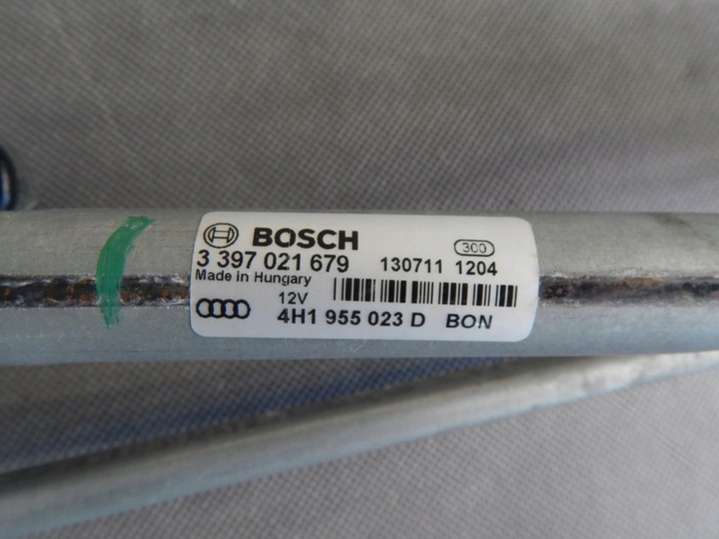 BOSCH 300
3 397 021 679 130711 1204
Made in Hungary
12V
4H1 955 023 D BON